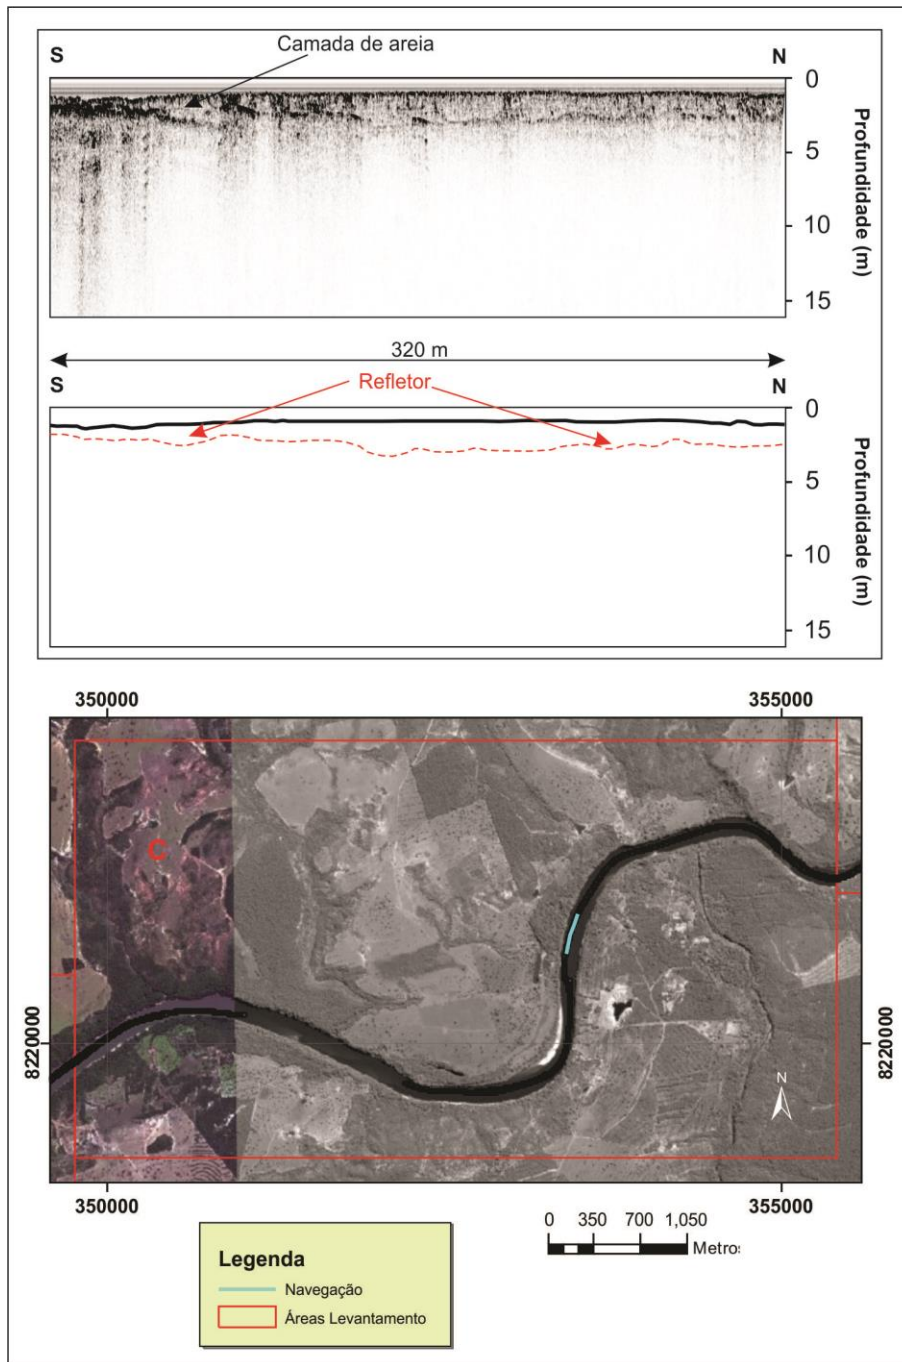 Camada de areia
S
N
0
5
10
15
Profundidade (m)
320 m
S
N
Refletor
0
5
10
15
Profundidade (m)
350000
355000
C
8220000
8220000
N
350000
355000
0 350 700 1,050
Metros
Legenda
Navegação
Áreas Levantamento